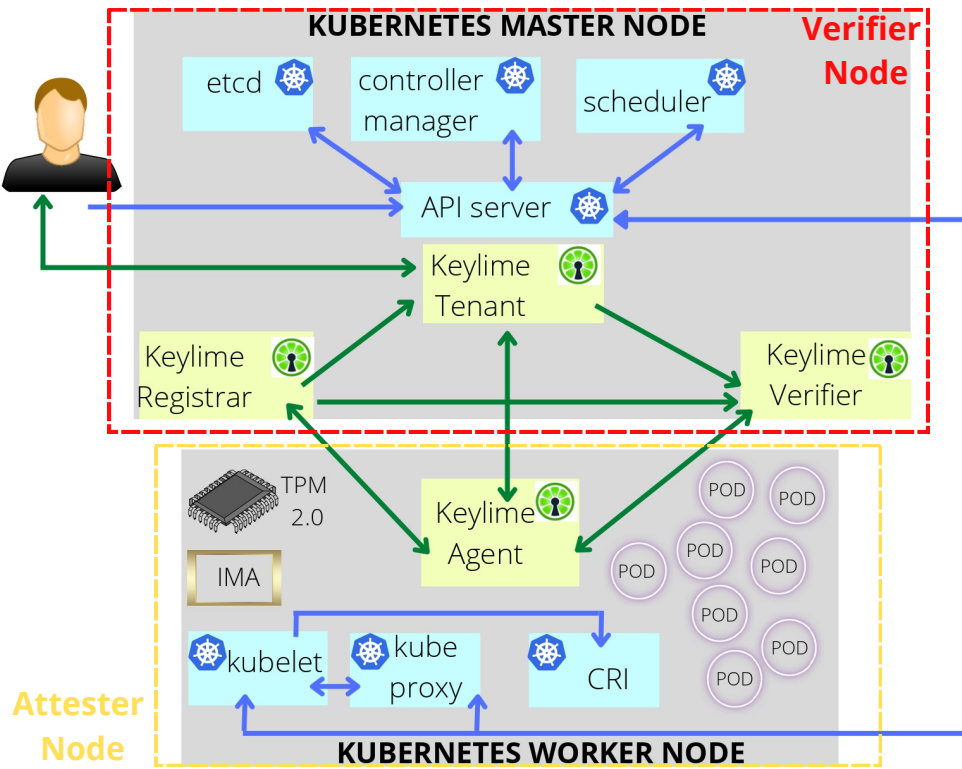 KUBERNETES MASTER NODE
Verifier
Node
etcd
controller
manager
scheduler
API server
Keylime
Tenant
Keylime
Registrar
Keylime
Verifier
TPM
2.0
IMA
Keylime
Agent
POD
POD
POD
POD
POD
POD
POD
POD
kubelet
kube
proxy
CRI
Attester
Node
KUBERNETES WORKER NODE